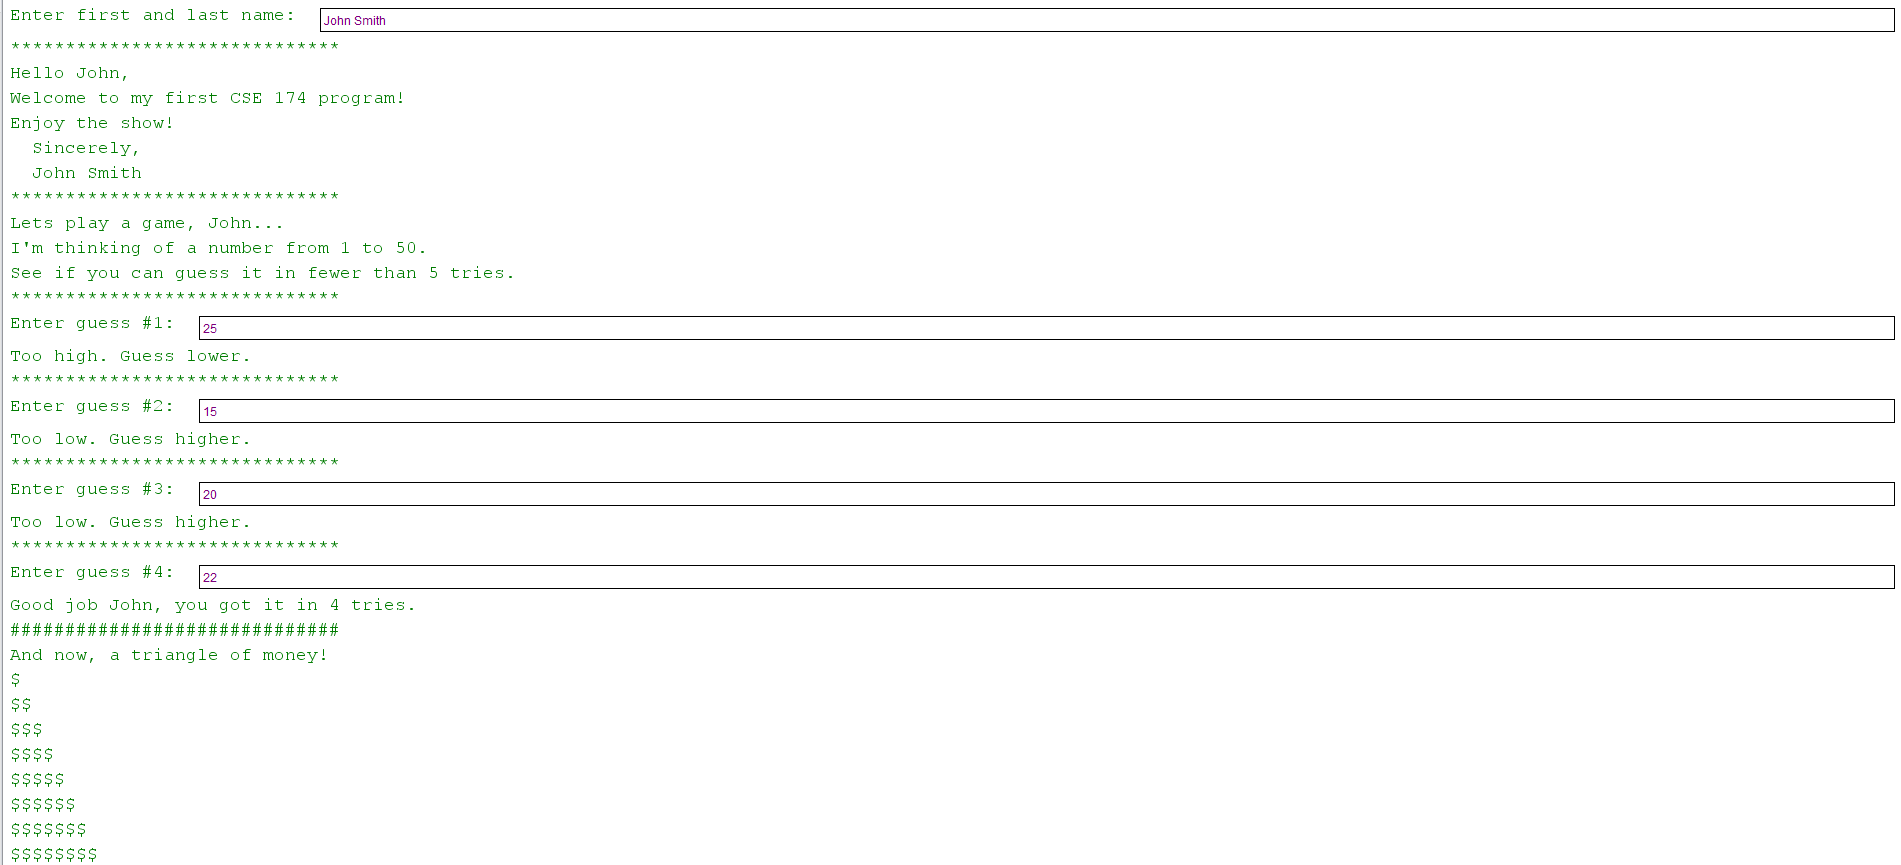 Enter first and last name: John Smith
******************************
Hello John,
Welcome to my first CSE 174 program!
Enjoy the show!
  Sincerely,
  John Smith
******************************
Lets play a game, John...
I'm thinking of a number from 1 to 50.
See if you can guess it in fewer than 5 tries.
******************************
Enter guess #1: 25
Too high. Guess lower.
******************************
Enter guess #2: 15
Too low. Guess higher.
******************************
Enter guess #3: 20
Too low. Guess higher.
******************************
Enter guess #4: 22
Good job John, you got it in 4 tries.
##############################
And now, a triangle of money!
$
$$
$$$
$$$$
$$$$$
$$$$$$
$$$$$$$
$$$$$$$$